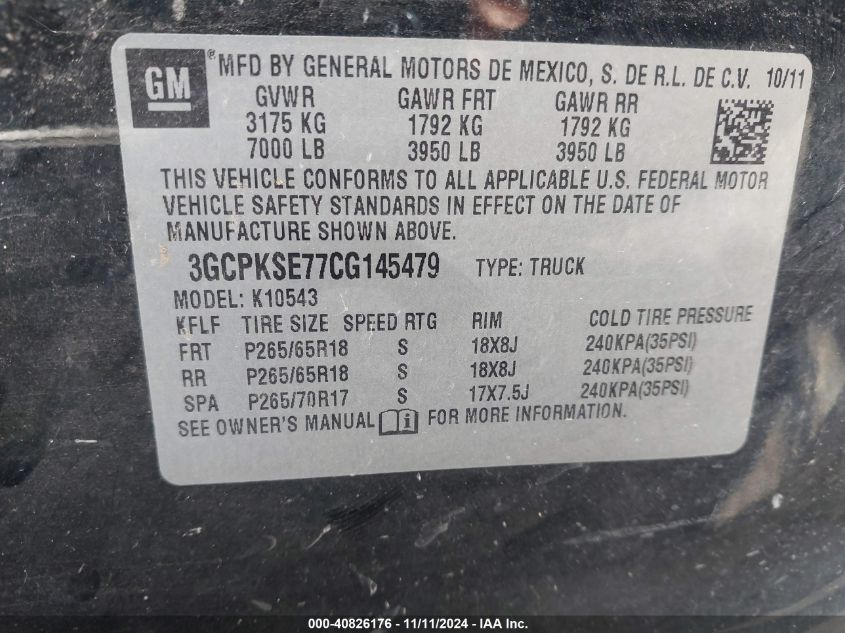 GM ® MFD BY GENERAL MOTORS DE MEXICO, S. DE R.L. DE C.V. 10/11
GVWR GAWR FRT GAWR RR
3175 KG 1792 KG 1792 KG
7000 LB 3950 LB 3950 LB
THIS VEHICLE CONFORMS TO ALL APPLICABLE U.S. FEDERAL MOTOR
VEHICLE SAFETY STANDARDS IN EFFECT ON THE DATE OF
MANUFACTURE SHOWN ABOVE.
3GCPKSE77CG145479 TYPE: TRUCK
MODEL: K10543
KFLF TIRE SIZE SPEED RTG RIM COLD TIRE PRESSURE
FRT P265/65R18 S 18X8J 240KPA(35PSI)
RR P265/65R18 S 18X8J 240KPA(35PSI)
SPA P265/70R17 S 17X7.5J 240KPA(35PSI)
SEE OWNER'S MANUAL i FOR MORE INFORMATION.
000-40826176 - 11/11/2024 - IAA Inc.